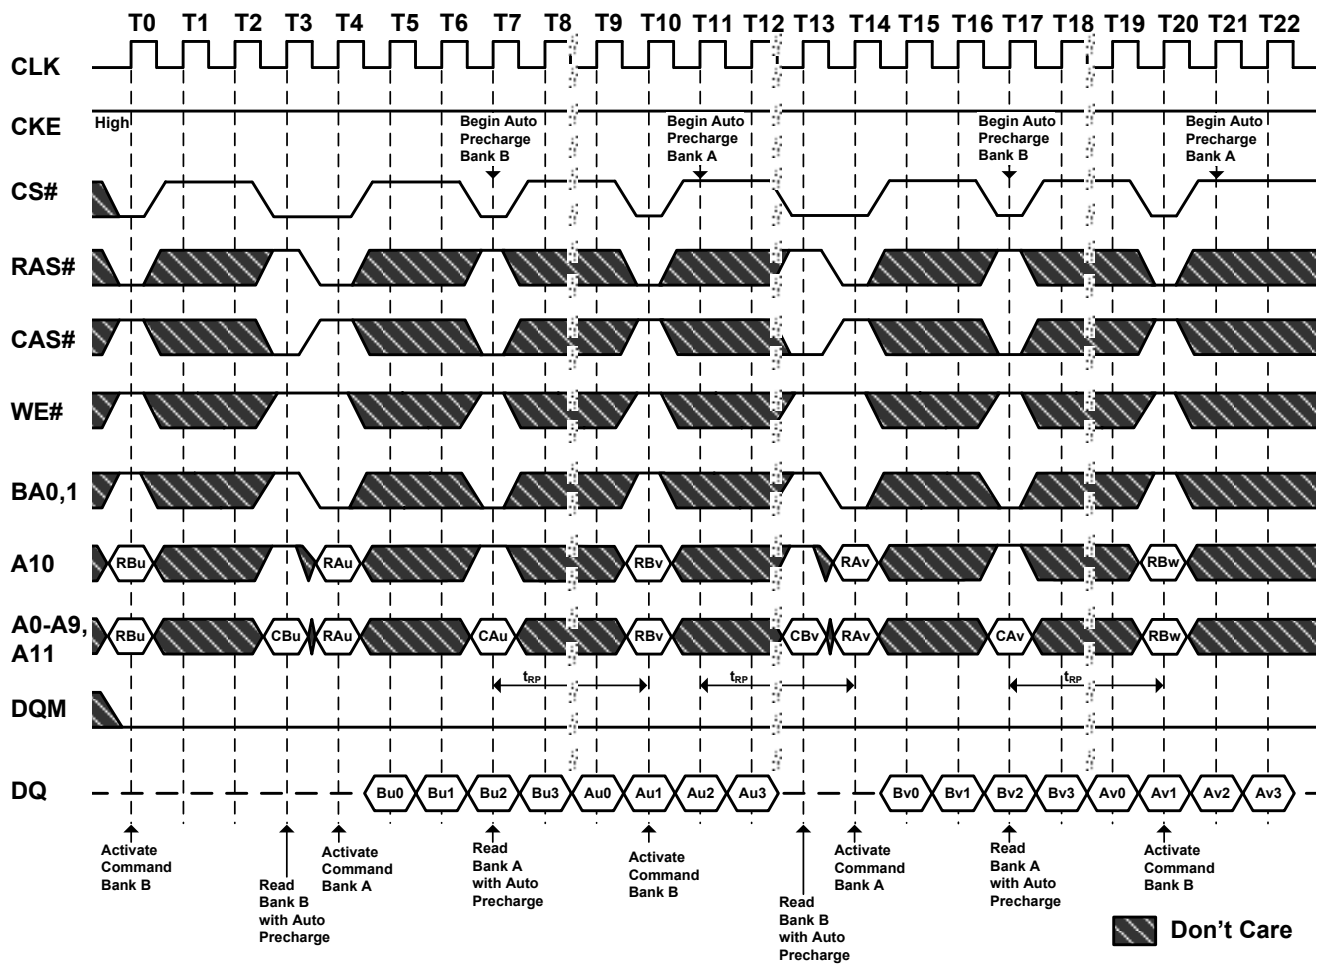 T0 T1 T2 T3 T4 T5 T6 T7 T8 T9 T10 T11 T12 T13 T14 T15 T16 T17 T18 T19 T20 T21 T22
CLK
CKE
High
Begin Auto
Precharge
Bank B
Begin Auto
Precharge
Bank A
Begin Auto
Precharge
Bank B
Begin Auto
Precharge
Bank A
CS#
RAS#
CAS#
WE#
BA0,1
A10
RBu RAu RBv RAv RBw
A0-A9,
A11
RBu CBu RAu CAu RBv CBv RAv CAv RBw
tRP tRP tRP
DQM
DQ
Bu0 Bu1 Bu2 Bu3 Au0 Au1 Au2 Au3 Bv0 Bv1 Bv2 Bv3 Av0 Av1 Av2 Av3
Activate
Command
Bank B
Read
Bank B
with Auto
Precharge
Activate
Command
Bank A
Read
Bank A
with Auto
Precharge
Activate
Command
Bank B
Read
Bank B
with Auto
Precharge
Activate
Command
Bank A
Read
Bank A
with Auto
Precharge
Activate
Command
Bank B
Don't Care